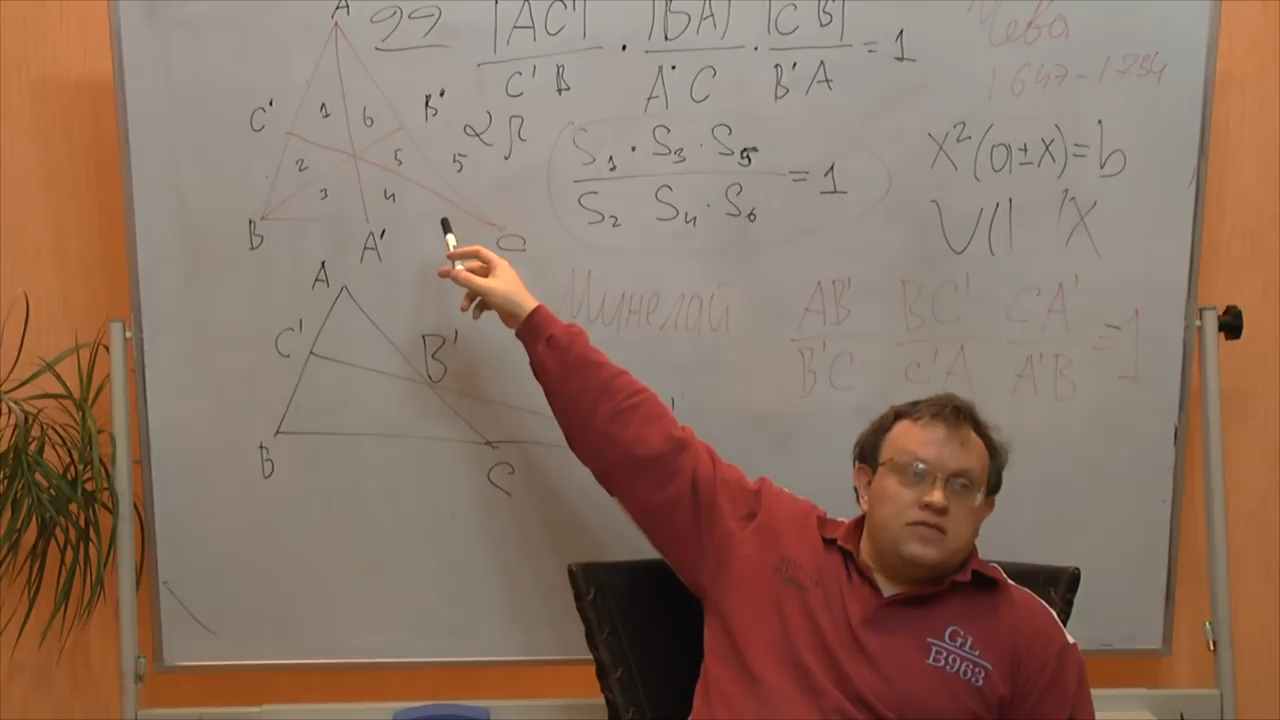 A
99 |AC'| / C'B · |BA'| / A'C · |CB'| / B'A = 1
Чева
1647-1734
C' 1 6 B'
2 5 5
3 4
B A' C
S₁ · S₃ · S₅ / S₂ S₄ · S₆ = 1
x²(a±x)=b
A
C' B'
B C
AB' / B'C BC' / C'A CA' / A'B = 1
GL
B963